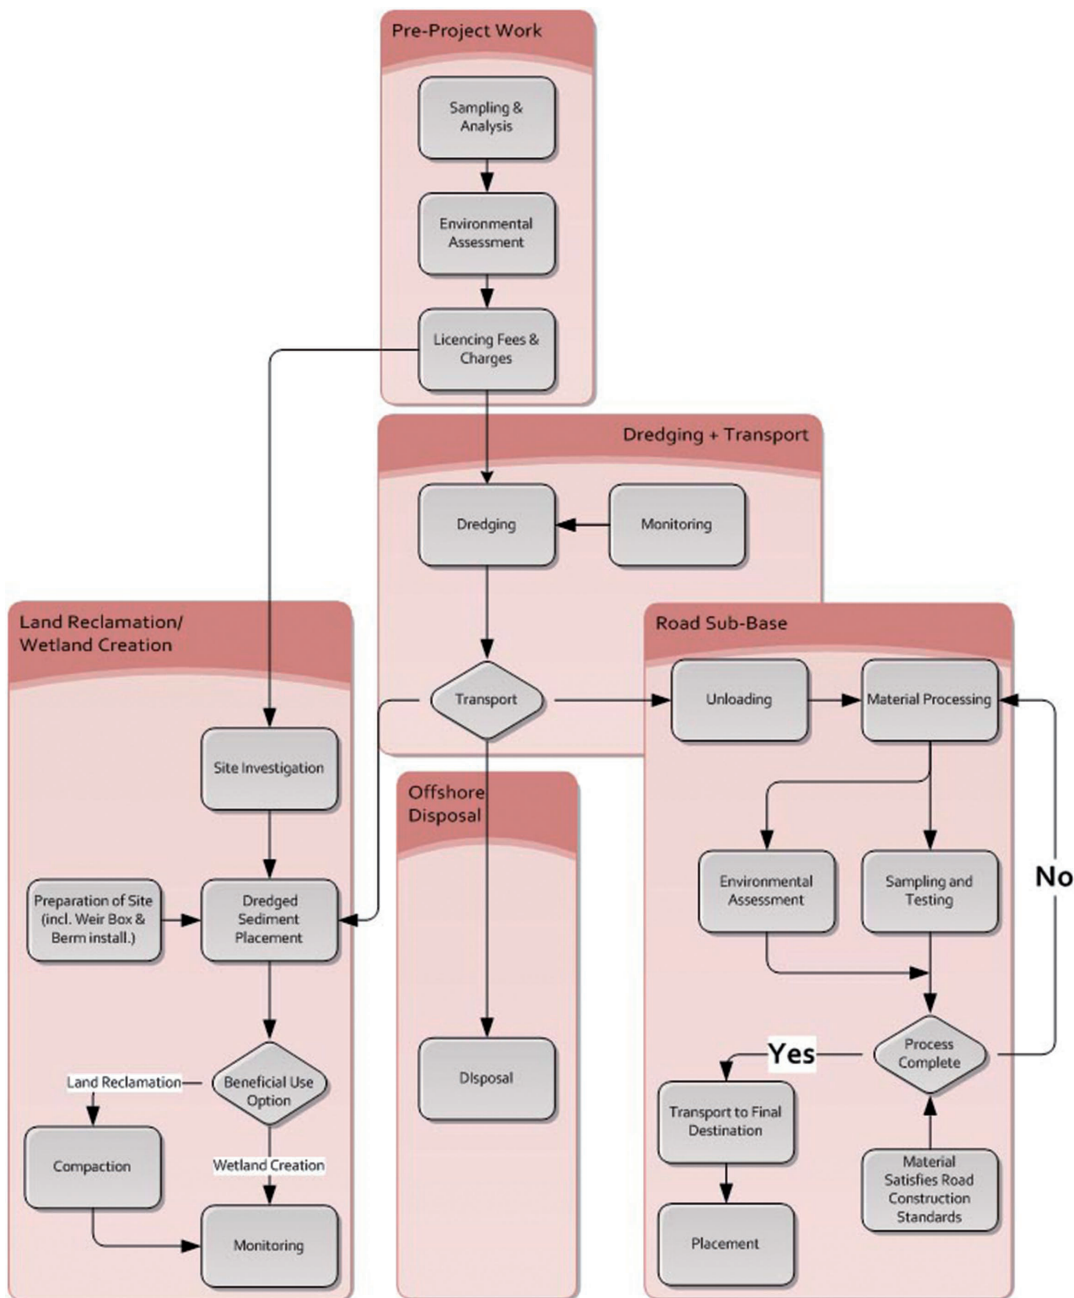 Pre-Project Work
Sampling &
Analysis
Environmental
Assessment
Licencing Fees &
Charges
Dredging + Transport
Dredging
Monitoring
Transport
Land Reclamation/
Wetland Creation
Site Investigation
Preparation of Site
(incl. Weir Box &
Berm install.)
Dredged
Sediment
Placement
Beneficial Use
Option
Land Reclamation
Wetland Creation
Compaction
Monitoring
Offshore
Disposal
DIsposal
Road Sub-Base
Unloading
Material Processing
Environmental
Assessment
Sampling and
Testing
No
Process
Complete
Yes
Transport to Final
Destination
Material
Satisfies Road
Construction
Standards
Placement